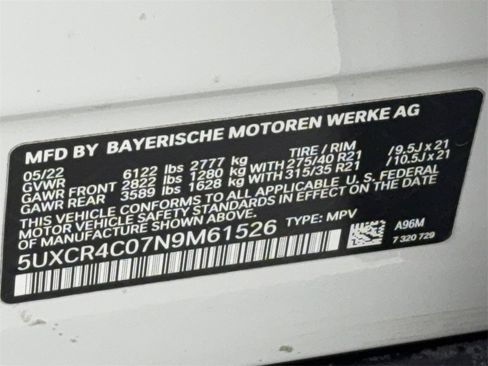 MFD BY BAYERISCHE MOTOREN WERKE AG
05/22 6122 lbs 2777 kg TIRE / RIM
GVWR
GAWR FRONT 2822 lbs 1280 kg WITH 275/40 R21 /9.5J x 21
GAWR REAR 3589 lbs 1628 kg WITH 315/35 R21 /10.5J x 21
THIS VEHICLE CONFORMS TO ALL APPLICABLE U.S. FEDERAL
MOTOR VEHICLE SAFETY STANDARDS IN EFFECT ON THE DATE OF
MANUFACTURE SHOWN ABOVE.
5UXCR4C07N9M61526 TYPE: MPV A96M
7 320 729